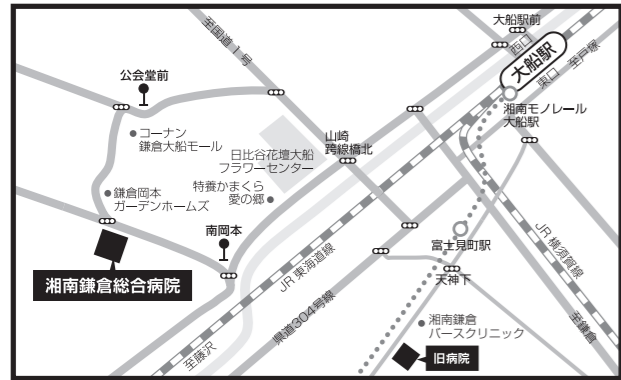 至国道1号
大船駅前
西口
大船駅
東口
至戸塚
公会堂前
湘南モノレール
大船駅
コーナン
鎌倉大船モール
日比谷花壇大船
フラワーセンター
山崎
跨線橋北
特養かまくら
愛の郷
鎌倉岡本
ガーデンホームズ
南岡本
富士見町駅
JR横須賀線
湘南鎌倉総合病院
JR東海道線
天神下
県道304号線
湘南鎌倉
バースクリニック
至鎌倉
至藤沢
旧病院